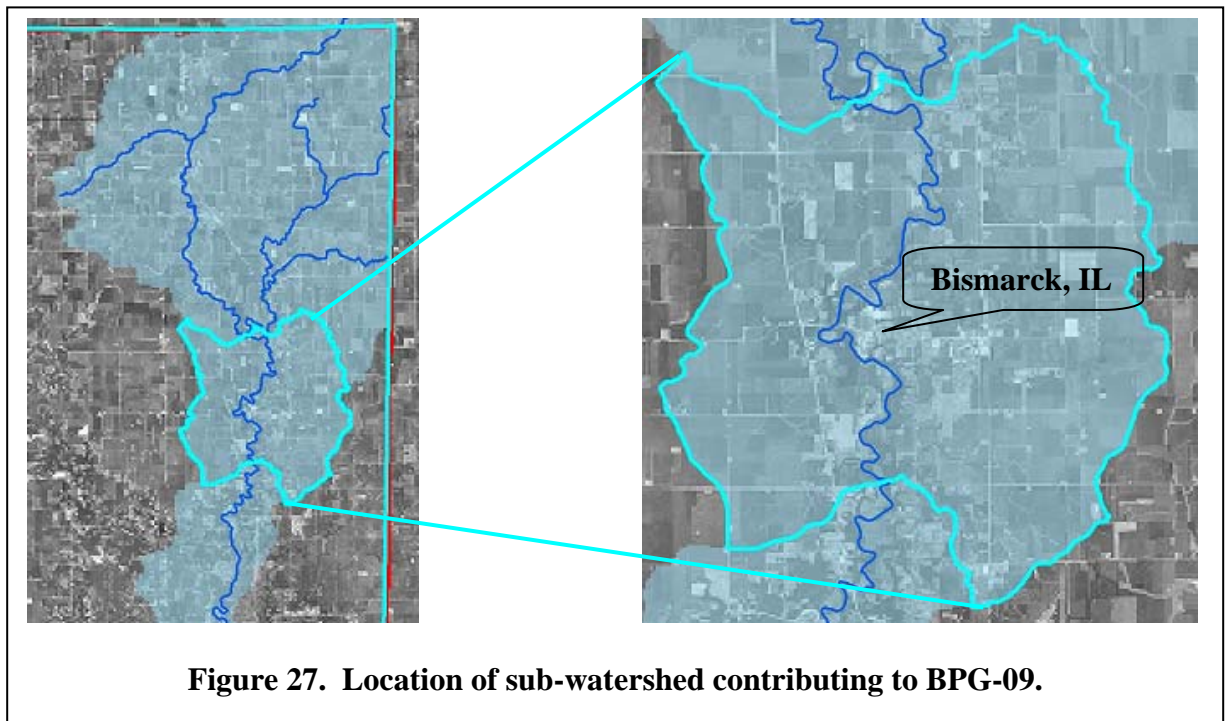 Bismarck, IL
Figure 27. Location of sub-watershed contributing to BPG-09.